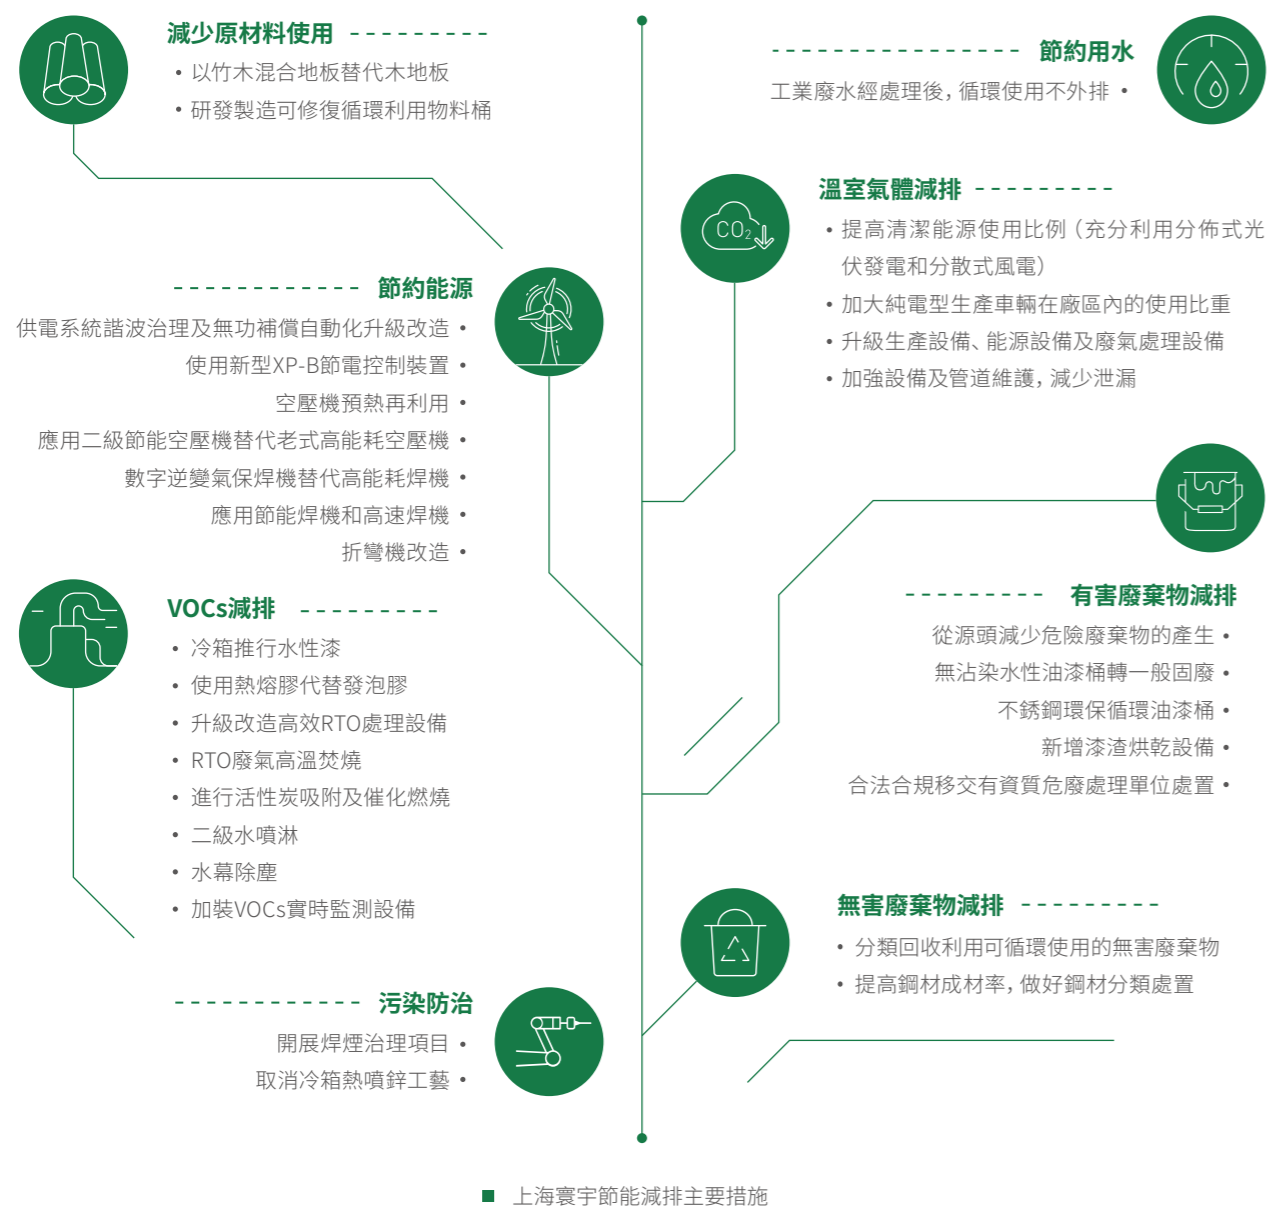 減少原材料使用
• 以竹木混合地板替代木地板
• 研發製造可修復循環利用物料桶
節約用水
工業廢水經處理後，循環使用不外排 •
CO₂
溫室氣體減排
• 提高清潔能源使用比例（充分利用分佈式光
伏發電和分散式風電）
• 加大純電型生產車輛在廠區內的使用比重
• 升級生產設備、能源設備及廢氣處理設備
• 加強設備及管道維護，減少泄漏
節約能源
供電系統諧波治理及無功補償自動化升級改造 •
使用新型XP-B節電控制裝置 •
空壓機預熱再利用 •
應用二級節能空壓機替代老式高能耗空壓機 •
數字逆變氣保焊機替代高能耗焊機 •
應用節能焊機和高速焊機 •
折彎機改造 •
有害廢棄物減排
從源頭減少危險廢棄物的產生 •
無沾染水性油漆桶轉一般固廢 •
不銹鋼環保循環油漆桶 •
新增漆渣烘乾設備 •
合法合規移交有資質危廢處理單位處置 •
VOCs減排
• 冷箱推行水性漆
• 使用熱熔膠代替發泡膠
• 升級改造高效RTO處理設備
• RTO廢氣高溫焚燒
• 進行活性炭吸附及催化燃燒
• 二級水噴淋
• 水幕除塵
• 加裝VOCs實時監測設備
無害廢棄物減排
• 分類回收利用可循環使用的無害廢棄物
• 提高鋼材成材率，做好鋼材分類處置
污染防治
開展焊煙治理項目 •
取消冷箱熱噴鋅工藝 •
■ 上海寰宇節能減排主要措施